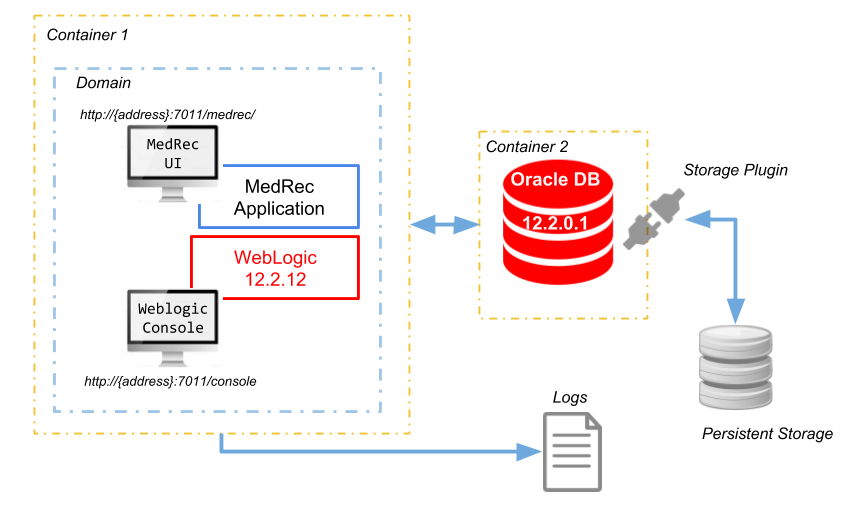 Container 1
Domain
http://{address}:7011/medrec/
MedRec
UI
MedRec
Application
WebLogic
12.2.12
Weblogic
Console
http://{address}:7011/console
Container 2
Oracle DB
12.2.0.1
Storage Plugin
Persistent Storage
Logs